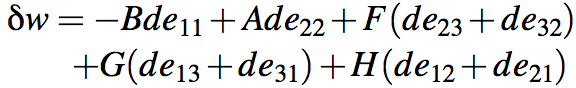 δw = −Bde₁₁ + Ade₂₂ + F(de₂₃ + de₃₂)
+G(de₁₃ + de₃₁) + H(de₁₂ + de₂₁)